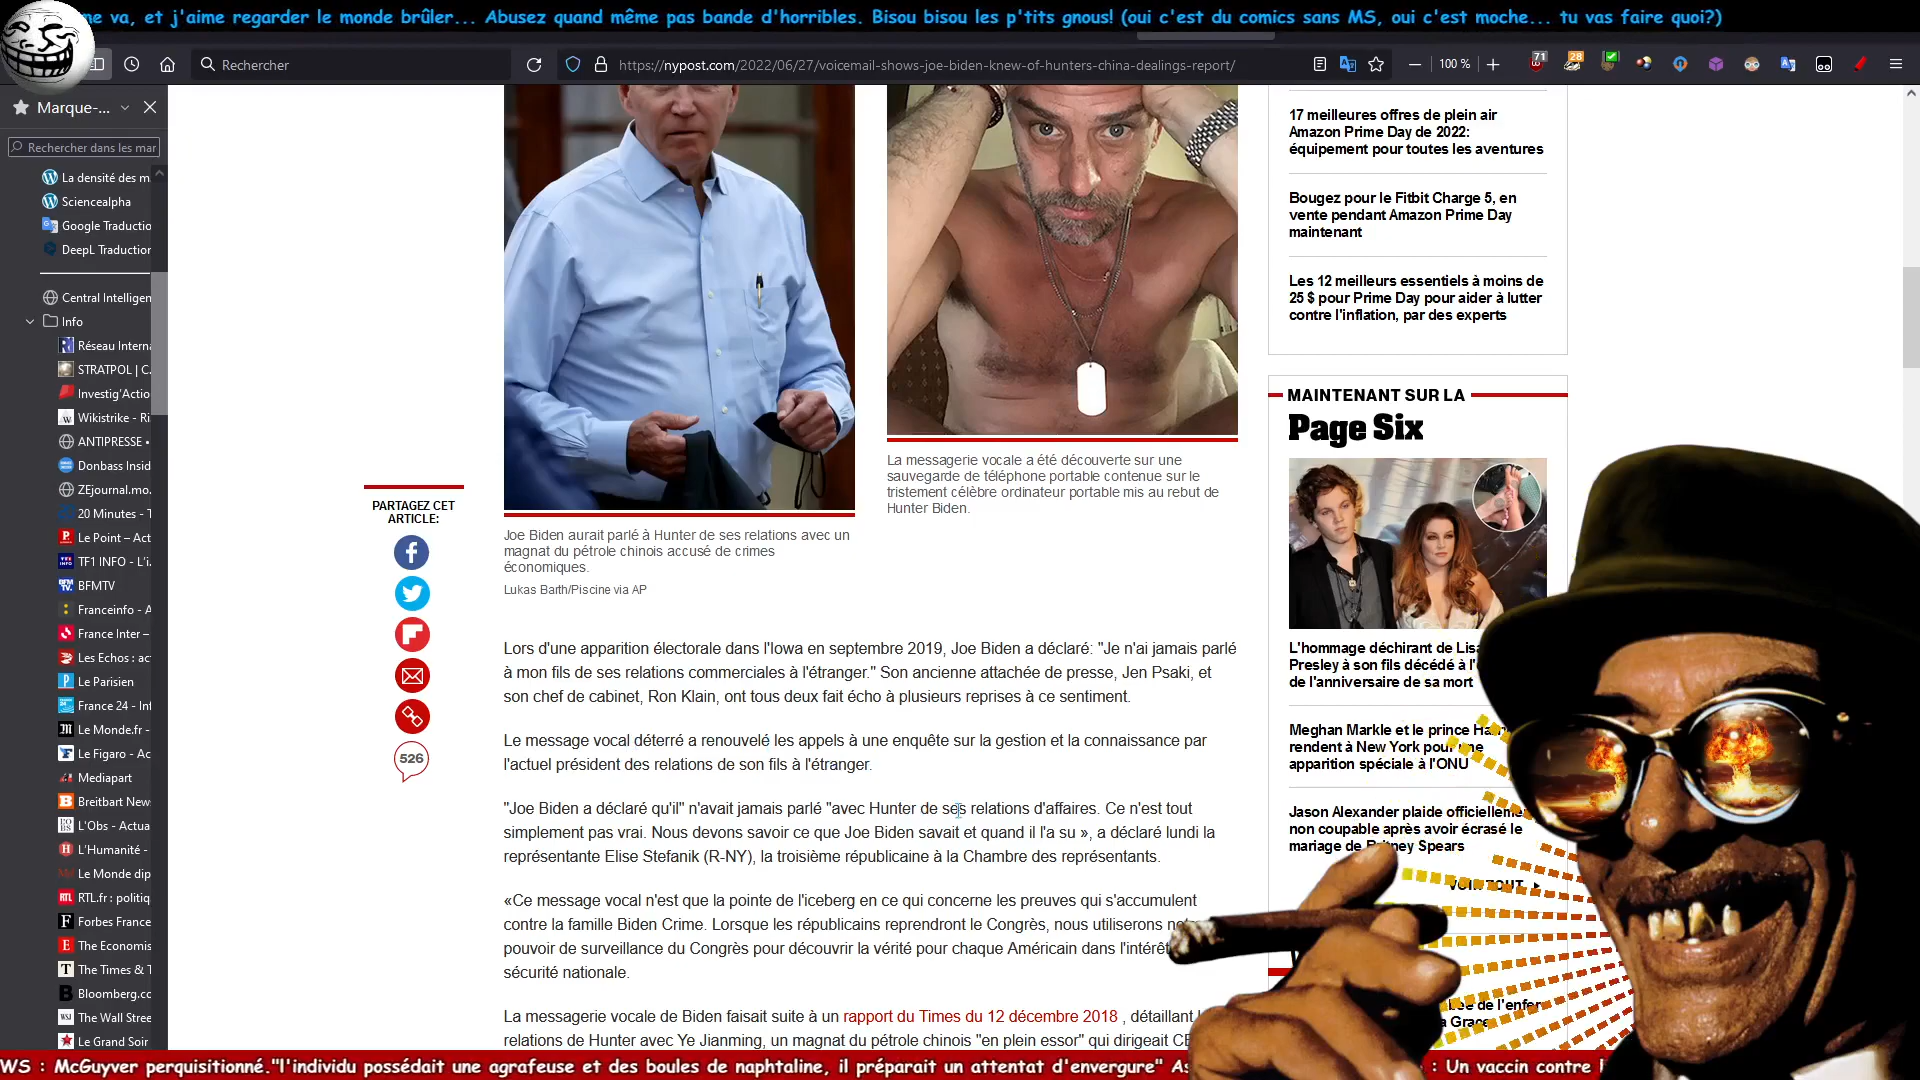 ne va, et j'aime regarder le monde brûler... Abusez quand même pas bande d'horribles. Bisou bisou les p'tits gnous! (oui c'est du comics sans MS, oui c'est moche... tu vas faire quoi?)
Rechercher
https://nypost.com/2022/06/27/voicemail-shows-joe-biden-knew-of-hunters-china-dealings-report/
100 %
71
28
Marque-...
Rechercher dans les mar
La densité des m
Sciencealpha
Google Traductio
DeepL Traduction
Central Intelligen
Info
Réseau Interna
STRATPOL | C.
Investig'Actio
Wikistrike - Ri
ANTIPRESSE •
Donbass Insid
ZEjournal.mo.
20 Minutes - T
Le Point – Act
TF1 INFO - L'i.
BFMTV
Franceinfo - A
France Inter –
Les Echos : act
Le Parisien
France 24 - Inf
Le Monde.fr -
Le Figaro - Act
Mediapart
Breitbart News
L'Obs - Actua
L'Humanité -
Le Monde dip
RTL.fr : politiq
Forbes France
The Economis
The Times & T
Bloomberg.co
The Wall Stree
Le Grand Soir
PARTAGEZ CET
ARTICLE:
526
Joe Biden aurait parlé à Hunter de ses relations avec un
magnat du pétrole chinois accusé de crimes
économiques.
Lukas Barth/Piscine via AP
La messagerie vocale a été découverte sur une
sauvegarde de téléphone portable contenue sur le
tristement célèbre ordinateur portable mis au rebut de
Hunter Biden.
Lors d'une apparition électorale dans l'Iowa en septembre 2019, Joe Biden a déclaré: "Je n'ai jamais parlé
à mon fils de ses relations commerciales à l'étranger." Son ancienne attachée de presse, Jen Psaki, et
son chef de cabinet, Ron Klain, ont tous deux fait écho à plusieurs reprises à ce sentiment.
Le message vocal déterré a renouvelé les appels à une enquête sur la gestion et la connaissance par
l'actuel président des relations de son fils à l'étranger.
"Joe Biden a déclaré qu'il" n'avait jamais parlé "avec Hunter de ses relations d'affaires. Ce n'est tout
simplement pas vrai. Nous devons savoir ce que Joe Biden savait et quand il l'a su », a déclaré lundi la
représentante Elise Stefanik (R-NY), la troisième républicaine à la Chambre des représentants.
«Ce message vocal n'est que la pointe de l'iceberg en ce qui concerne les preuves qui s'accumulent
contre la famille Biden Crime. Lorsque les républicains reprendront le Congrès, nous utiliserons
pouvoir de surveillance du Congrès pour découvrir la vérité pour chaque Américain dans l'intérêt
sécurité nationale.
La messagerie vocale de Biden faisait suite à un rapport du Times du 12 décembre 2018 , détaillant
relations de Hunter avec Ye Jianming, un magnat du pétrole chinois "en plein essor" qui dirigeait
17 meilleures offres de plein air
Amazon Prime Day de 2022:
équipement pour toutes les aventures
Bougez pour le Fitbit Charge 5, en
vente pendant Amazon Prime Day
maintenant
Les 12 meilleurs essentiels à moins de
25 $ pour Prime Day pour aider à lutter
contre l'inflation, par des experts
MAINTENANT SUR LA
Page Six
L'hommage déchirant de Lisa
Presley à son fils décédé à l'
de l'anniversaire de sa mort
Meghan Markle et le prince
rendent à New York pour une
apparition spéciale à l'ONU
Jason Alexander plaide
non coupable après avoir écrasé le
mariage de Britney Spears
VOIR TOUT
de l'enfer
WS : McGuyver perquisitionné."l'individu possédait une agrafeuse et des boules de naphtaline, il préparait un attentat d'envergure" As
: Un vaccin contre